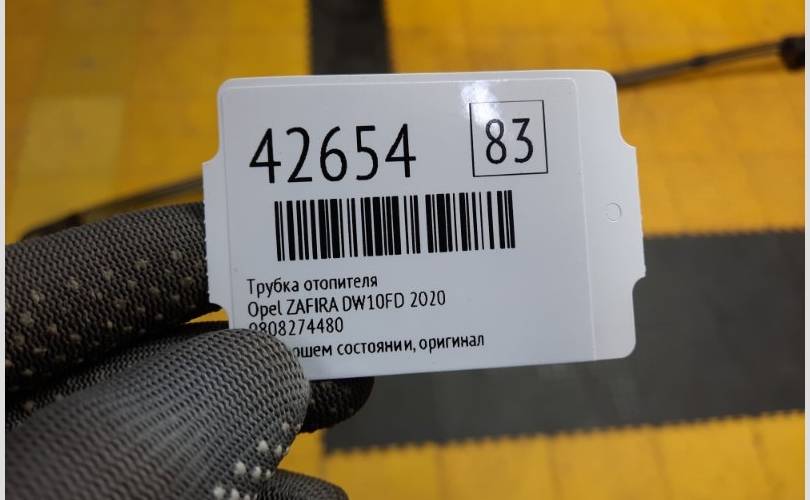 42654
83
Трубка отопителя
Opel ZAFIRA DW10FD 2020
9808274480
состоянии, оригинал